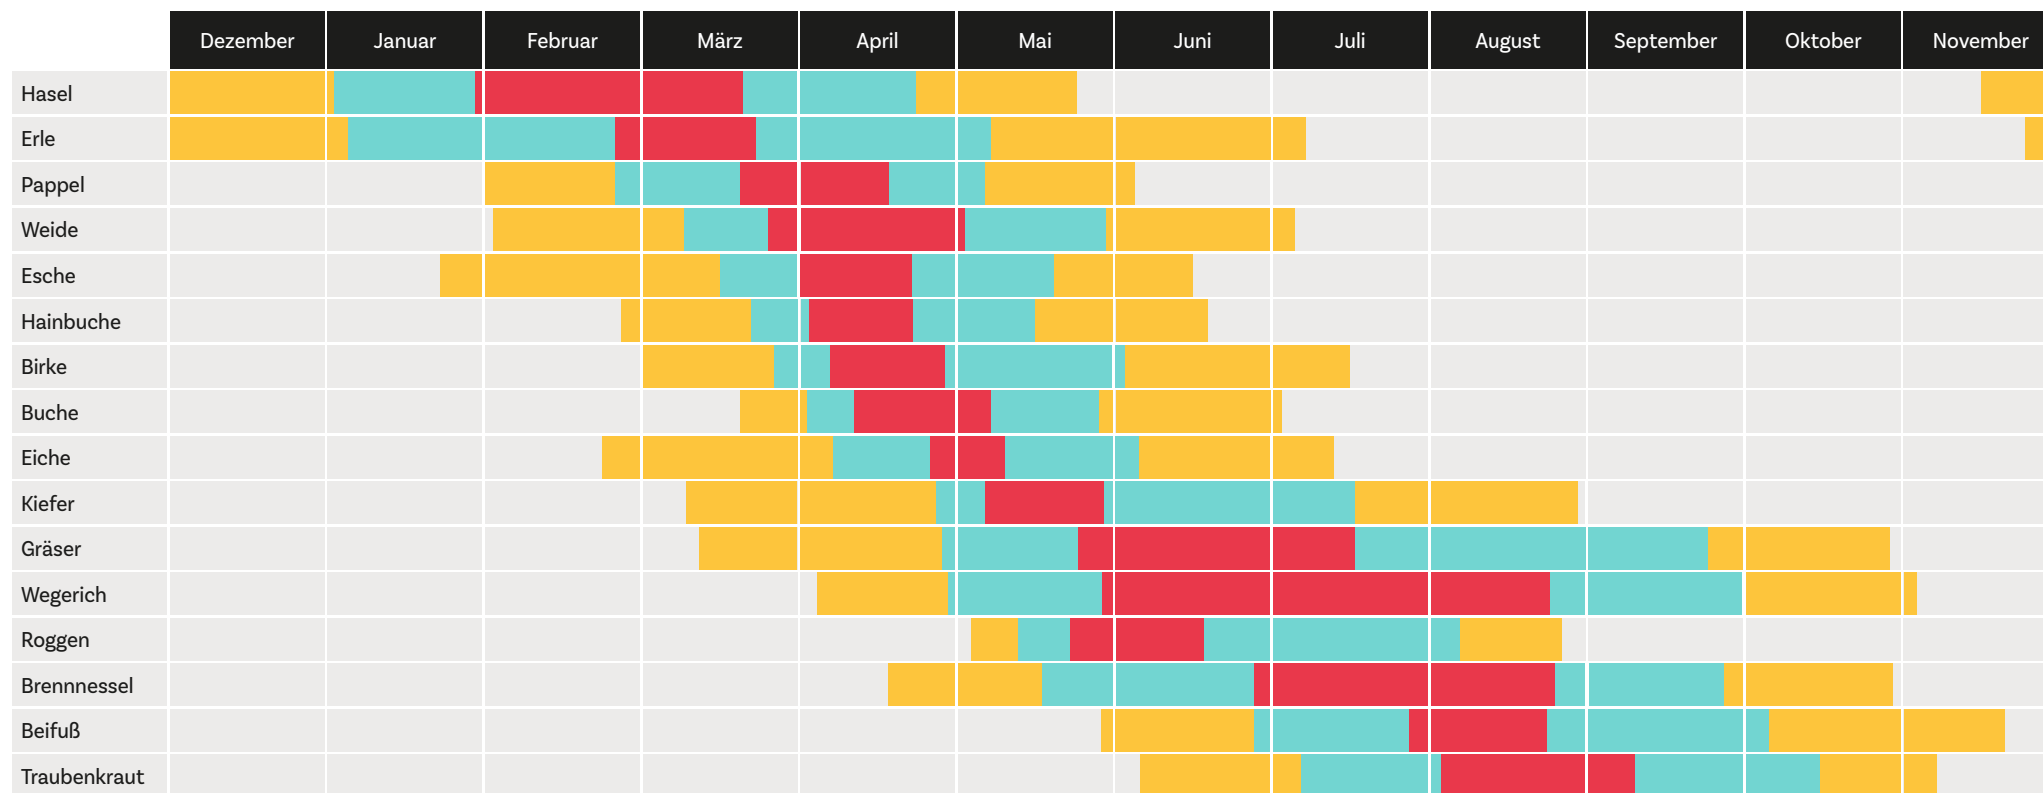 Dezember Januar Februar März April Mai Juni Juli August September Oktober November
Hasel
Erle
Pappel
Weide
Esche
Hainbuche
Birke
Buche
Eiche
Kiefer
Gräser
Wegerich
Roggen
Brennnessel
Beifuß
Traubenkraut